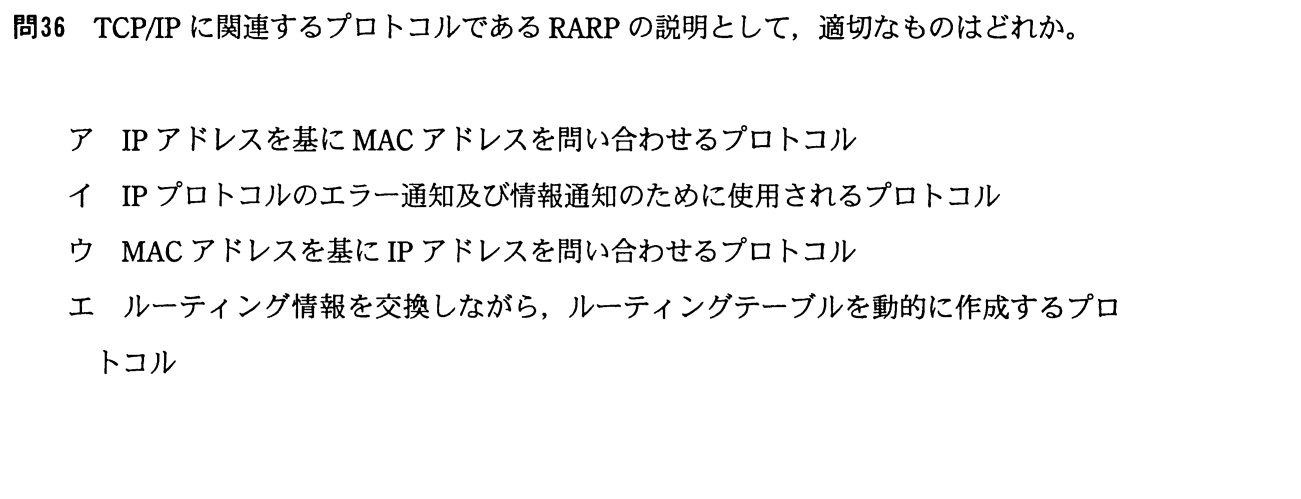 問36 TCP/IP に関連するプロトコルである RARP の説明として，適切なものはどれか。
ア IP アドレスを基に MAC アドレスを問い合わせるプロトコル
イ IP プロトコルのエラー通知及び情報通知のために使用されるプロトコル
ウ MAC アドレスを基に IP アドレスを問い合わせるプロトコル
エ ルーティング情報を交換しながら，ルーティングテーブルを動的に作成するプロ
トコル